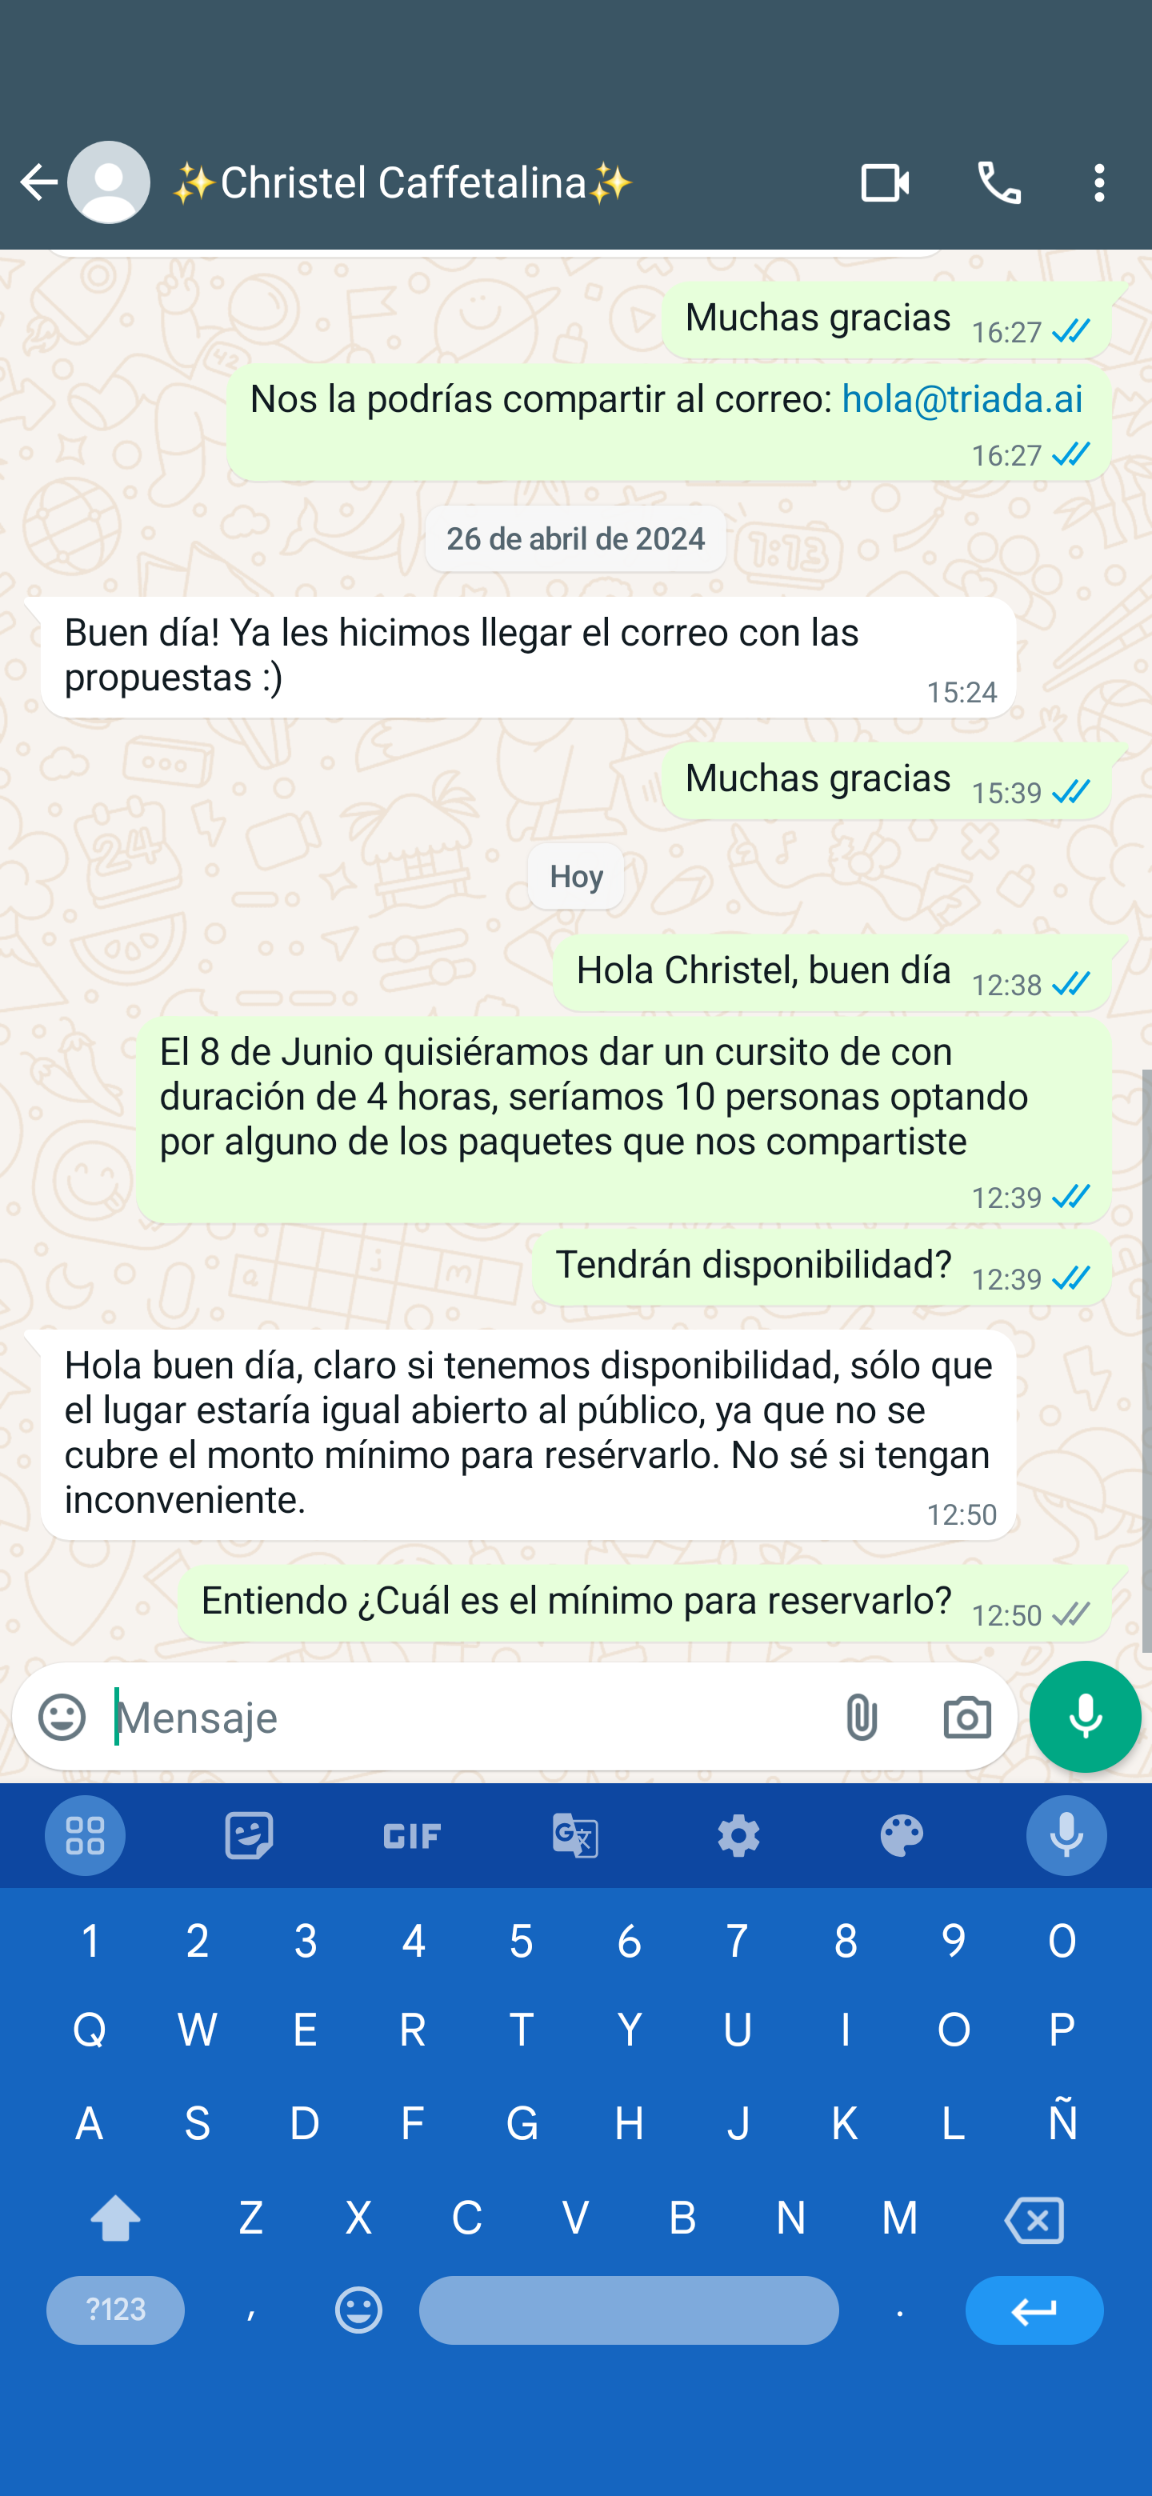 ✨Christel Caffetalina✨
Muchas gracias 16:27
Nos la podrías compartir al correo: hola@triada.ai
16:27
26 de abril de 2024
Buen día! Ya les hicimos llegar el correo con las
propuestas :)
15:24
Muchas gracias 15:39
Hoy
Hola Christel, buen día 12:38
El 8 de Junio quisiéramos dar un cursito de con
duración de 4 horas, seríamos 10 personas optando
por alguno de los paquetes que nos compartiste
12:39
Tendrán disponibilidad? 12:39
Hola buen día, claro si tenemos disponibilidad, sólo que
el lugar estaría igual abierto al público, ya que no se
cubre el monto mínimo para resérvarlo. No sé si tengan
inconveniente.
12:50
Entiendo ¿Cuál es el mínimo para reservarlo? 12:50
Mensaje
GIF
1 2 3 4 5 6 7 8 9 0
Q W E R T Y U I O P
A S D F G H J K L Ñ
Z X C V B N M
?123 , .